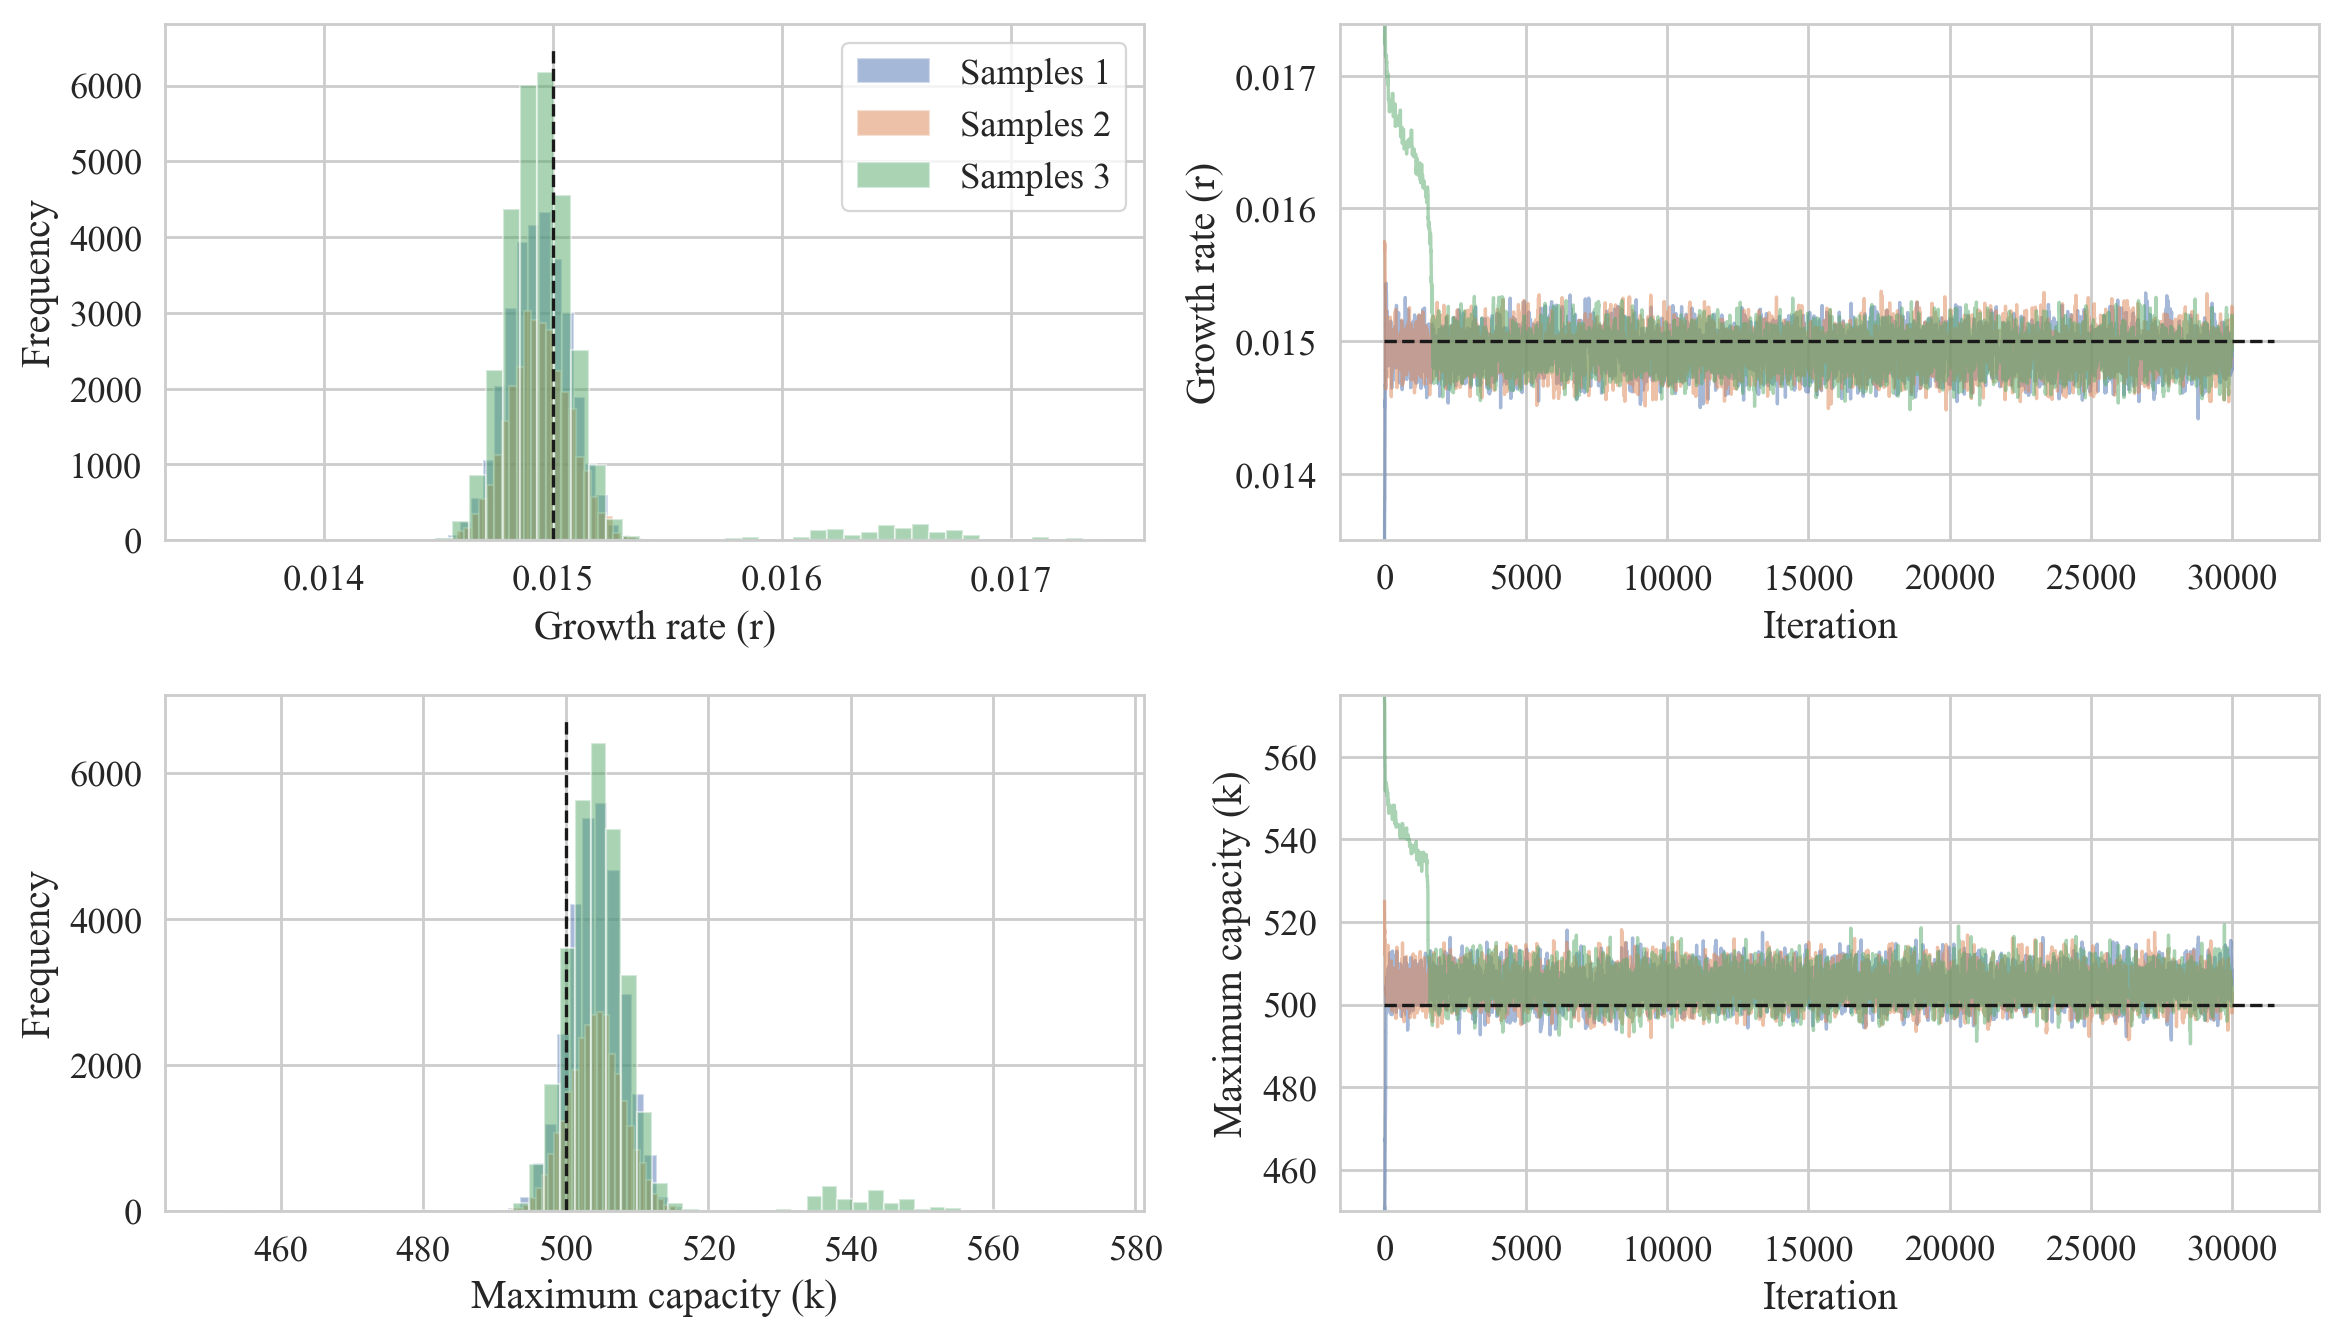 6000
5000
4000
3000
2000
1000
0
Frequency
0.014 0.015 0.016 0.017
Growth rate (r)
Samples 1
Samples 2
Samples 3
0.017
0.016
0.015
0.014
Growth rate (r)
0 5000 10000 15000 20000 25000 30000
Iteration
6000
4000
2000
0
Frequency
460 480 500 520 540 560 580
Maximum capacity (k)
560
540
520
500
480
460
Maximum capacity (k)
0 5000 10000 15000 20000 25000 30000
Iteration